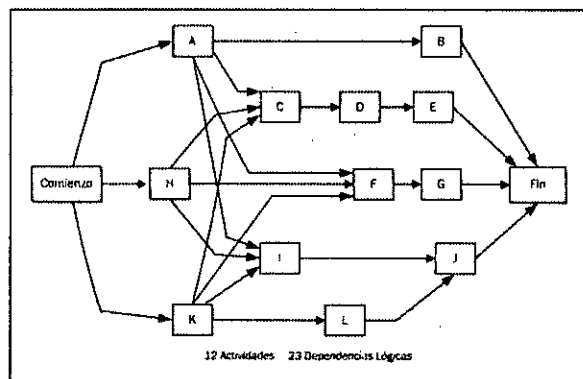 A
B
C
D
E
Comienzo
H
F
G
Fin
I
J
K
L
12 Actividades 23 Dependencias Lógicas